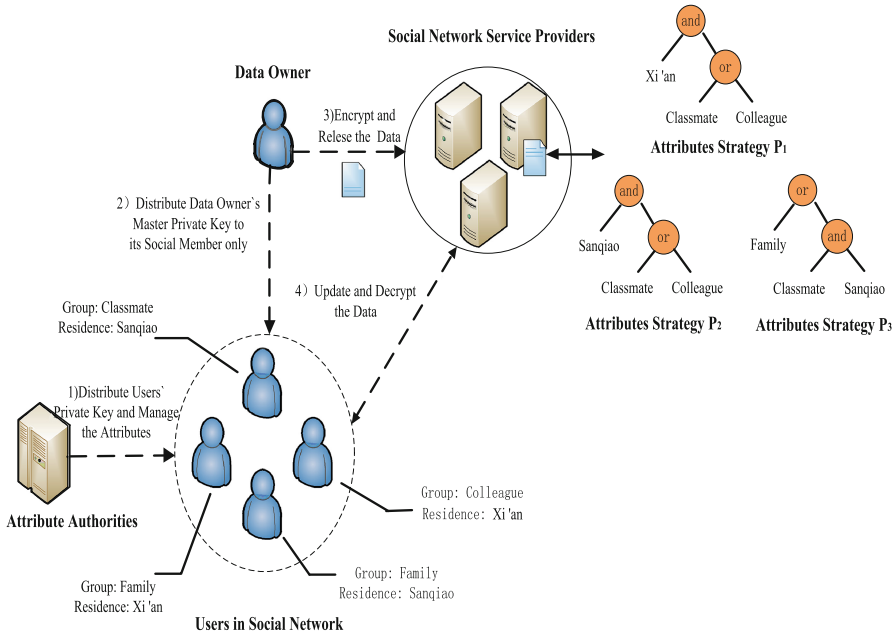 Social Network Service Providers
and
Xi 'an
or
Classmate
Colleague
Attributes Strategy P1
Data Owner
3)Encrypt and
Relese the Data
2）Distribute Data Owner`s
Master Private Key to
its Social Member only
and
Sanqiao
or
Classmate
Colleague
Attributes Strategy P2
or
Family
and
Classmate
Sanqiao
Attributes Strategy P3
4）Update and Decrypt
the Data
Group: Classmate
Residence: Sanqiao
1)Distribute Users`
Private Key and Manage
the Attributes
Attribute Authorities
Group: Colleague
Residence: Xi 'an
Group: Family
Residence: Xi 'an
Group: Family
Residence: Sanqiao
Users in Social Network